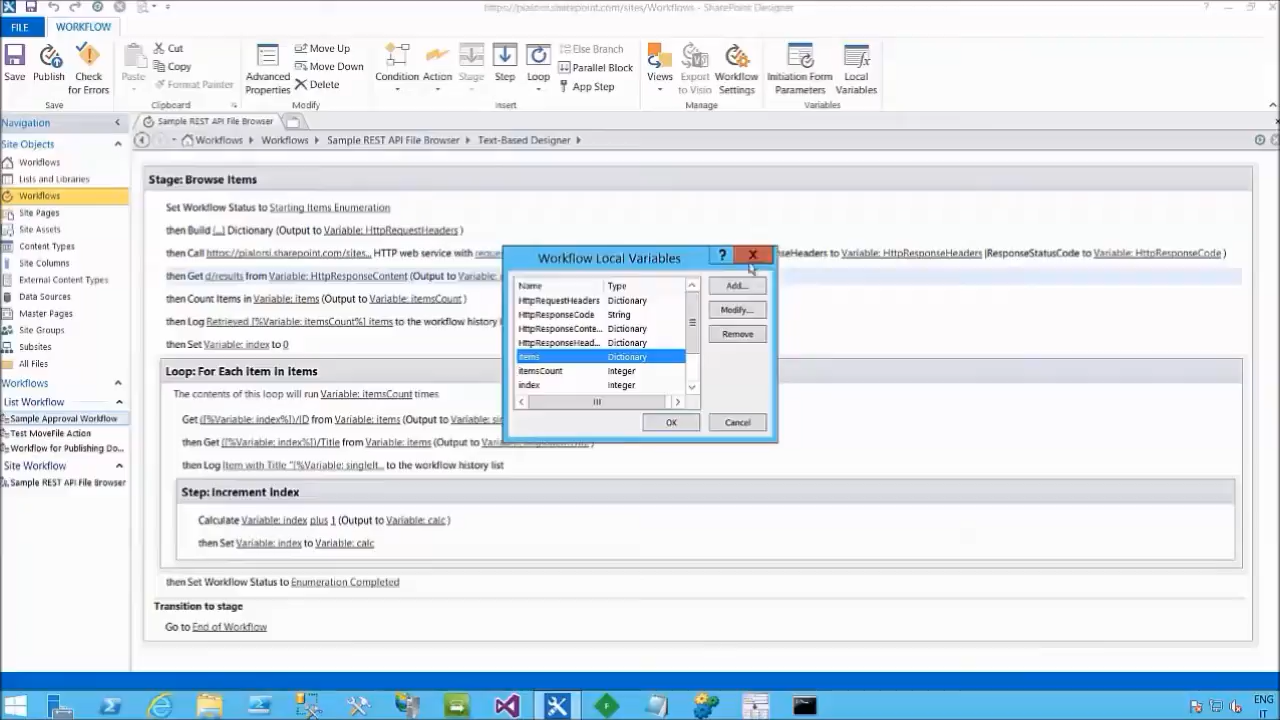 https://pialorsi.sharepoint.com/sites/Workflows - SharePoint Designer
FILE
WORKFLOW
Save
Publish
Check for Errors
Save
Paste
Cut
Copy
Format Painter
Clipboard
Advanced Properties
Move Up
Move Down
Delete
Modify
Condition
Action
Stage
Step
Loop
Else Branch
Parallel Block
App Step
Insert
Views
Export to Visio
Workflow Settings
Manage
Initiation Form Parameters
Local Variables
Variables
Navigation
Site Objects
Workflows
Lists and Libraries
Workflows
Site Pages
Site Assets
Content Types
Site Columns
External Content Types
Data Sources
Master Pages
Site Groups
Subsites
All Files
Workflows
List Workflow
Sample Approval Workflow
Test MoveFile Action
Workflow for Publishing Do...
Site Workflow
Sample REST API File Browser
Sample REST API File Browser
Workflows
Workflows
Sample REST API File Browser
Text-Based Designer
Stage: Browse Items
Set Workflow Status to Starting Items Enumeration
then Build [...] Dictionary (Output to Variable: HttpRequestHeaders )
then Call https://pialorsi.sharepoint.com/sites... HTTP web service with reque
seHeaders to Variable: HttpResponseHeaders |ResponseStatusCode to Variable: HttpResponseCode )
then Get d/results from Variable: HttpResponseContent (Output to Variable:
then Count Items in Variable: items (Output to Variable: itemsCount )
then Log Retrieved [%Variable: itemsCount%] items to the workflow history l
then Set Variable: index to 0
Loop: For Each Item in Items
The contents of this loop will run Variable: itemsCount times
Get ([%Variable: index%])/ID from Variable: items (Output to Variable: si
then Get ([%Variable: index%])/Title from Variable: items (Output to
then Log Item with Title "[%Variable: singleIt... to the workflow history list
Step: Increment Index
Calculate Variable: index plus 1 (Output to Variable: calc )
then Set Variable: index to Variable: calc
then Set Workflow Status to Enumeration Completed
Transition to stage
Go to End of Workflow
Workflow Local Variables
? X
Name Type
HttpRequestHeaders Dictionary
HttpResponseCode String
HttpResponseConte... Dictionary
HttpResponseHead... Dictionary
items Dictionary
itemsCount Integer
index Integer
Add...
Modify...
Remove
OK
Cancel
ENG
IT